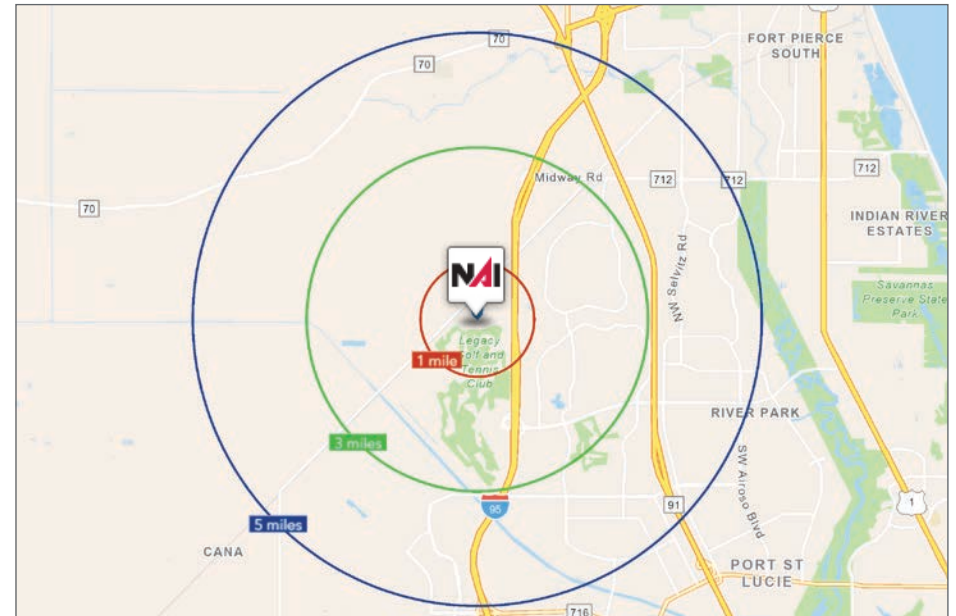 FORT PIERCE
SOUTH
70
70
Midway Rd
712
712
712
70
INDIAN RIVER
ESTATES
NW Selvitz Rd
NAI
Savannas
Preserve State
Park
Legacy
Golf and
Tennis
Club
1 mile
RIVER PARK
3 miles
SW Airoso Blvd
95
91
1
5 miles
CANA
PORT ST
LUCIE
716